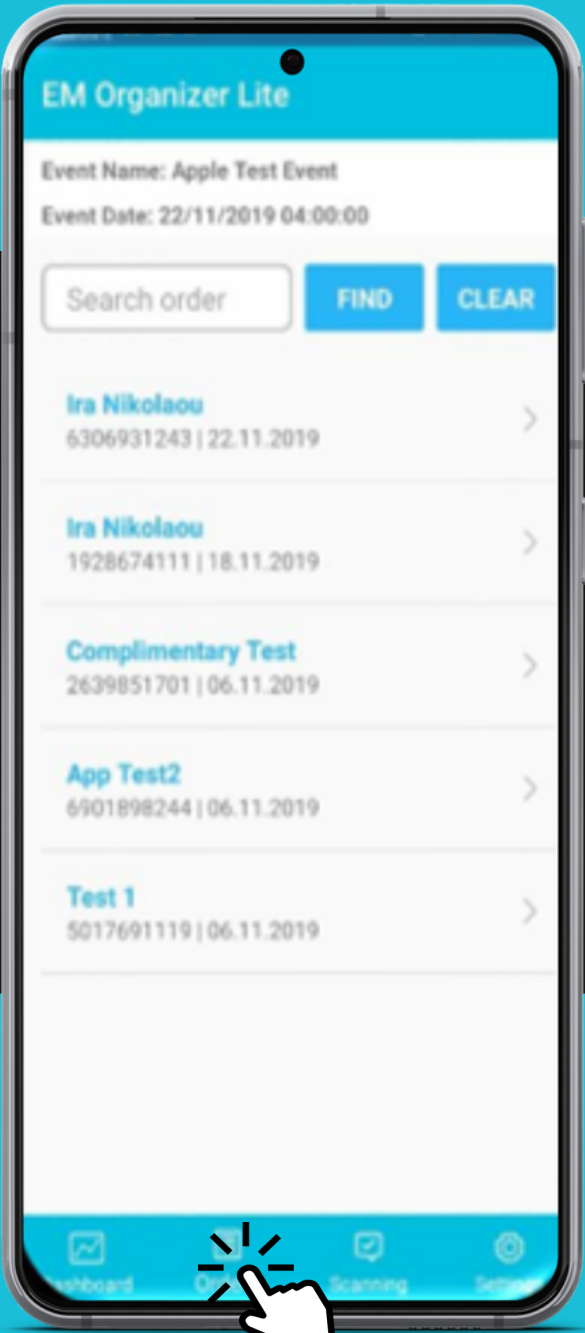 EM Organizer Lite
Event Name: Apple Test Event
Event Date: 22/11/2019 04:00:00
Search order FIND CLEAR
Ira Nikolaou
6306931243 | 22.11.2019
Ira Nikolaou
1928674111 | 18.11.2019
Complimentary Test
2639851701 | 06.11.2019
App Test2
6901898244 | 06.11.2019
Test 1
5017691119 | 06.11.2019
Scanning